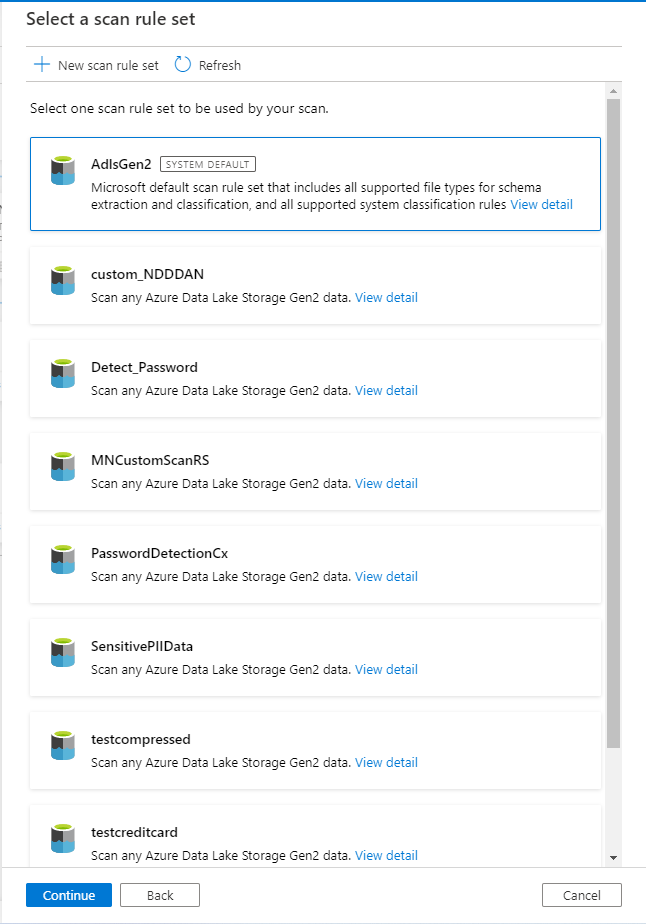 Select a scan rule set
New scan rule set Refresh
Select one scan rule set to be used by your scan.
AdlsGen2 SYSTEM DEFAULT
Microsoft default scan rule set that includes all supported file types for schema
extraction and classification, and all supported system classification rules View detail
custom_NDDDAN
Scan any Azure Data Lake Storage Gen2 data. View detail
Detect_Password
Scan any Azure Data Lake Storage Gen2 data. View detail
MNCustomScanRS
Scan any Azure Data Lake Storage Gen2 data. View detail
PasswordDetectionCx
Scan any Azure Data Lake Storage Gen2 data. View detail
SensitivePIIData
Scan any Azure Data Lake Storage Gen2 data. View detail
testcompressed
Scan any Azure Data Lake Storage Gen2 data. View detail
testcreditcard
Scan any Azure Data Lake Storage Gen2 data. View detail
Continue Back Cancel